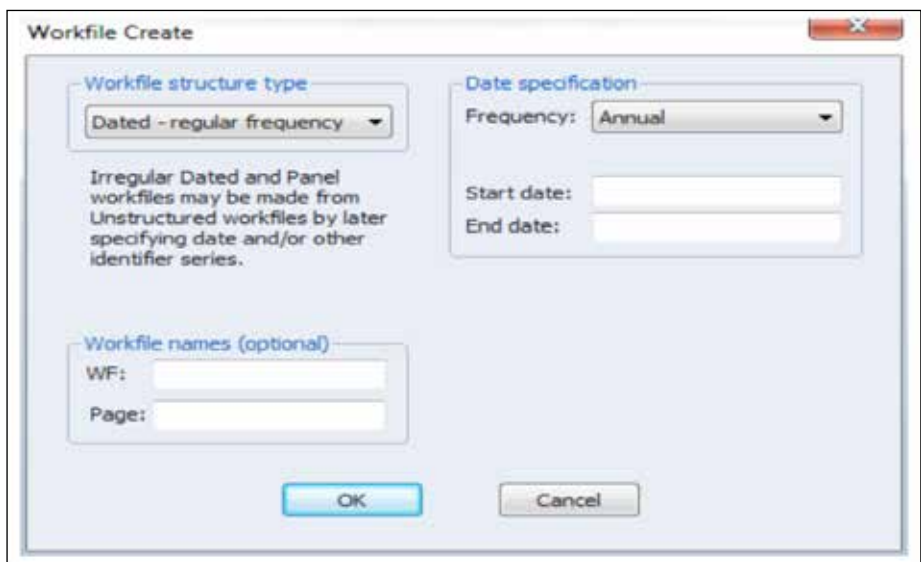 Workfile Create
Workfile structure type
Dated - regular frequency
Irregular Dated and Panel
workfiles may be made from
Unstructured workfiles by later
specifying date and/or other
identifier series.
Date specification
Frequency: Annual
Start date:
End date:
Workfile names (optional)
WF:
Page:
OK
Cancel